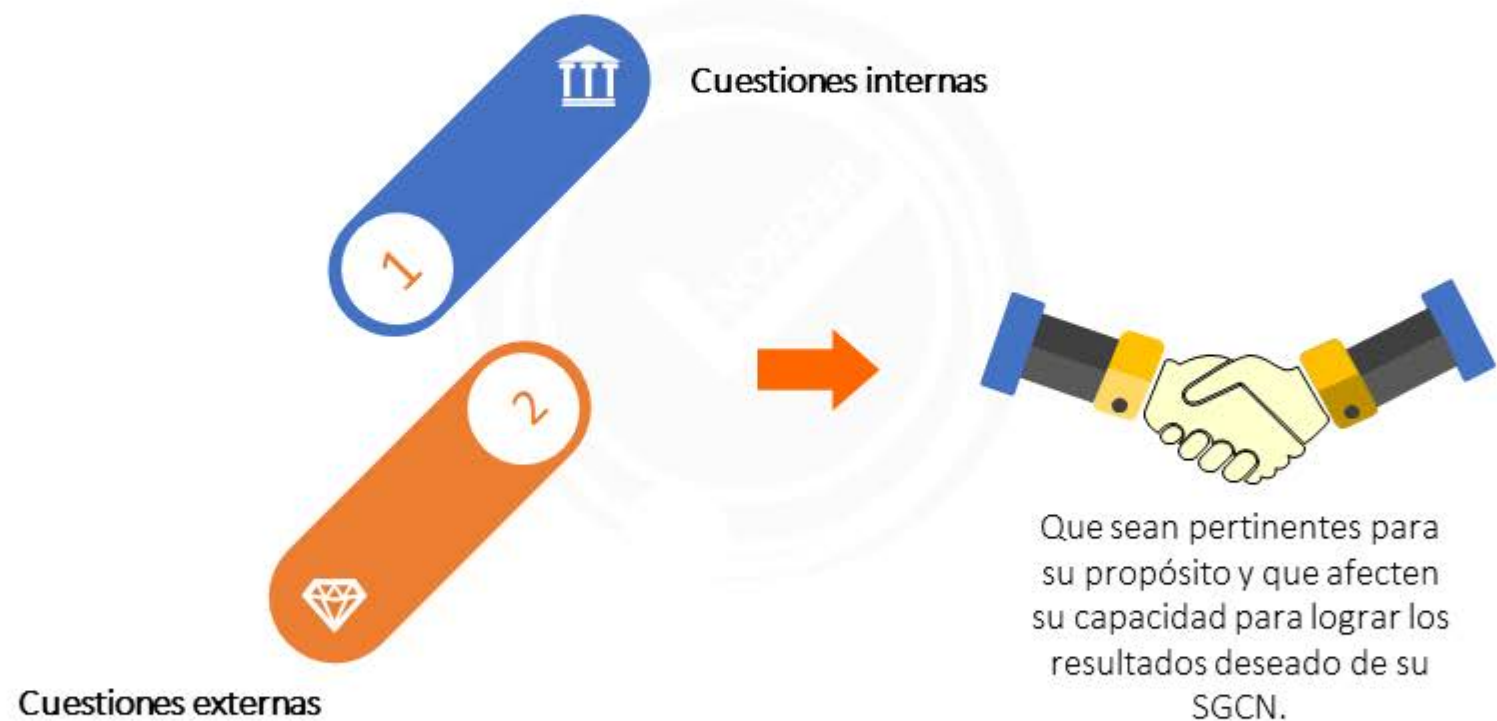 Cuestiones internas
1
2
Que sean pertinentes para
su propósito y que afecten
su capacidad para lograr los
resultados deseado de su
SGCN.
Cuestiones externas